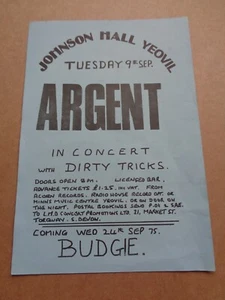 JOHNSON HALL YEOVIL
TUESDAY 9th SEP.
ARGENT
IN CONCERT
WITH DIRTY TRICKS.
DOORS OPEN 8PM. LICENSED BAR.
ADVANCE TICKETS £1.25. INC VAT. FROM
ACORN RECORDS, RADIO HOUSE RECORD DPT. OR
MINNS MUSIC CENTRE YEOVIL. OR ON DOOR ON
THE NIGHT. POSTAL BOOKINGS SEND P.O. & SAE.
TO L.M.D CONCERT PROMOTIONS LTD. 21, MARKET ST.
TORQUAY. S. DEVON.
COMING WED 24th SEP 75.
BUDGIE.